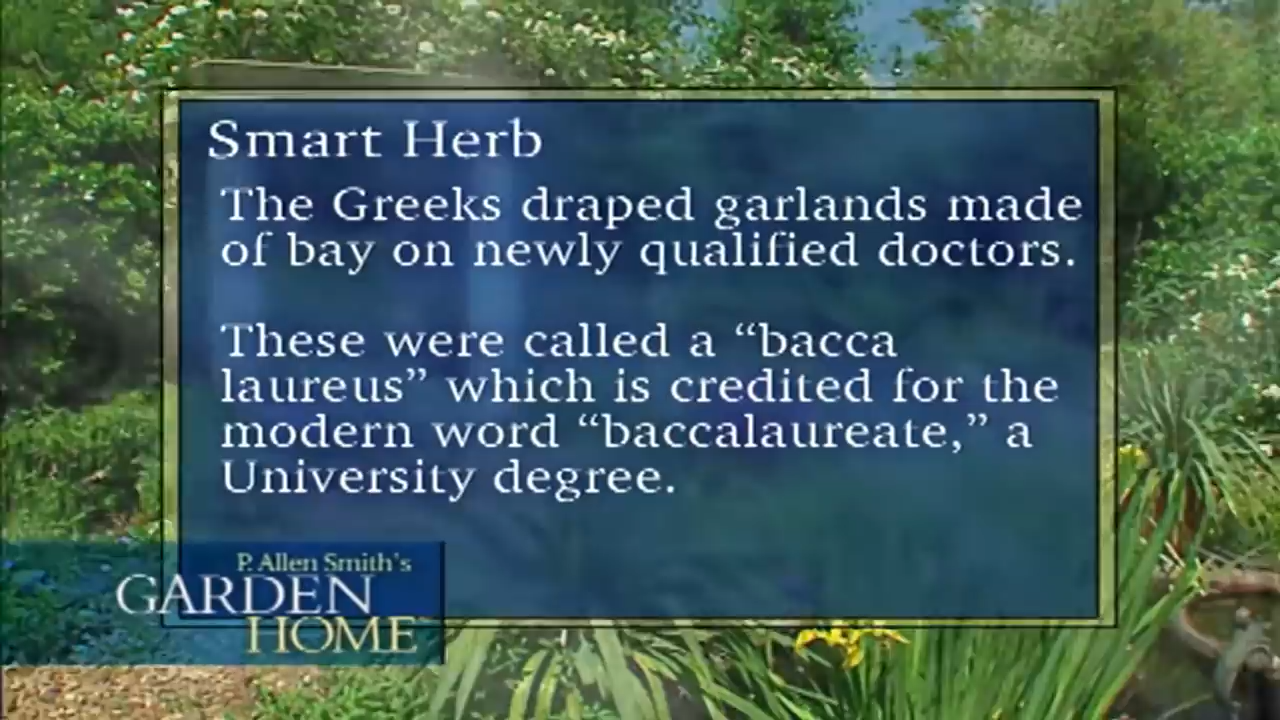 Smart Herb
The Greeks draped garlands made
of bay on newly qualified doctors.
These were called a “bacca
laureus” which is credited for the
modern word “baccalaureate,” a
University degree.
P. Allen Smith's
GARDEN
HOME